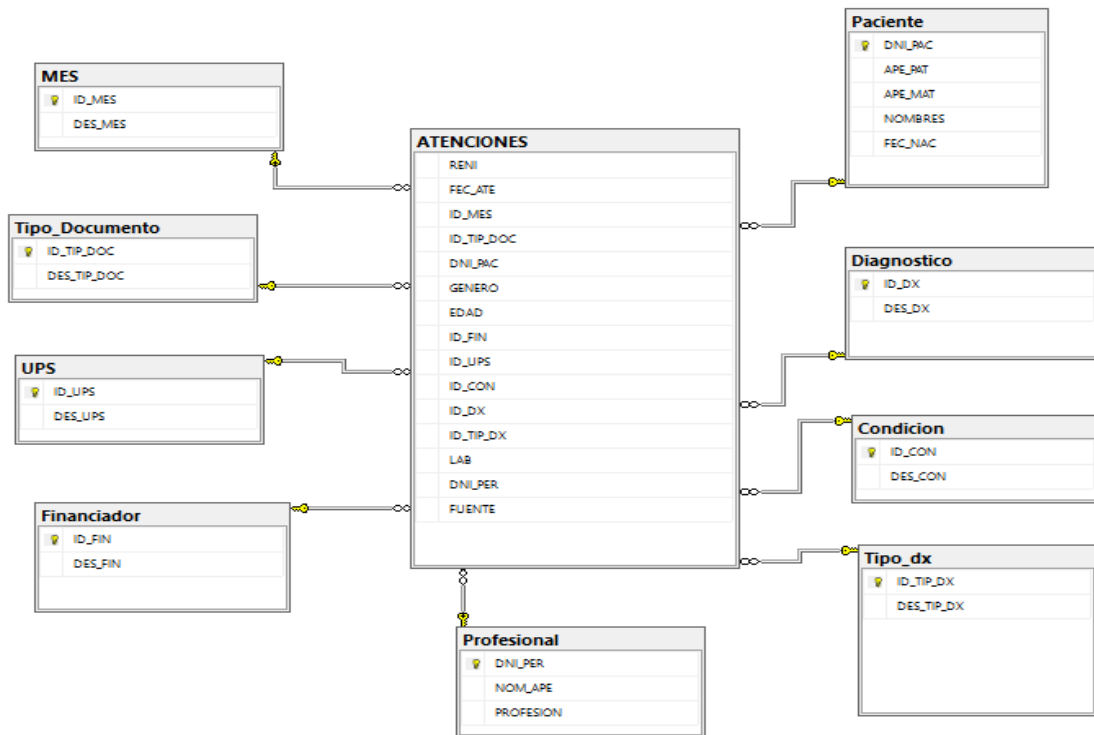 MES
ID_MES
DES_MES
Tipo_Documento
ID_TIP_DOC
DES_TIP_DOC
UPS
ID_UPS
DES_UPS
Financiador
ID_FIN
DES_FIN
ATENCIONES
RENI
FEC_ATE
ID_MES
ID_TIP_DOC
DNI_PAC
GENERO
EDAD
ID_FIN
ID_UPS
ID_CON
ID_DX
ID_TIP_DX
LAB
DNI_PER
FUENTE
Profesional
DNI_PER
NOM_APE
PROFESION
Paciente
DNI_PAC
APE_PAT
APE_MAT
NOMBRES
FEC_NAC
Diagnostico
ID_DX
DES_DX
Condicion
ID_CON
DES_CON
Tipo_dx
ID_TIP_DX
DES_TIP_DX